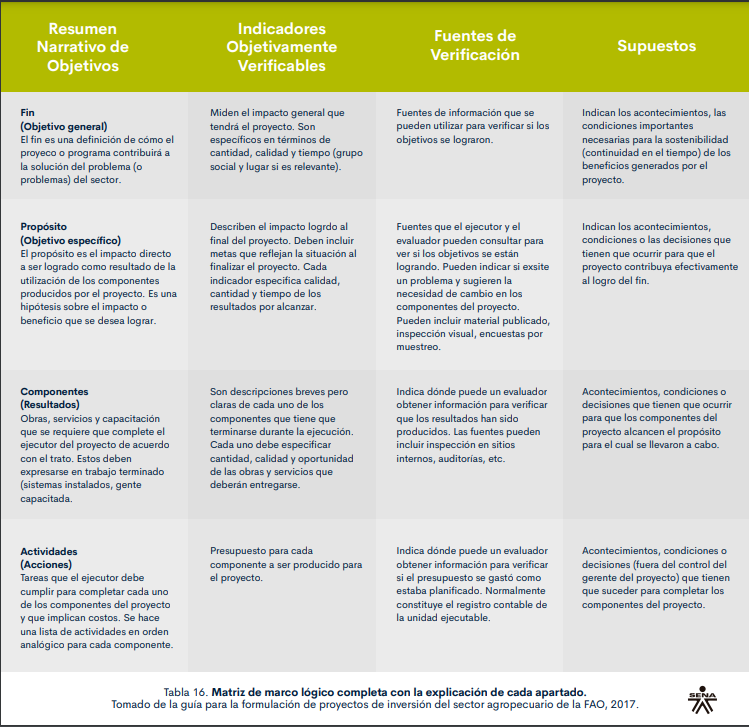 Resumen
Narrativo de
Objetivos
Indicadores
Objetivamente
Verificables
Fuentes de
Verificación
Supuestos
Fin
(Objetivo general)
El fin es una definición de cómo el
proyeco o programa contribuirá a
la solución del problema (o
problemas) del sector.
Miden el impacto general que
tendrá el proyecto. Son
específicos en términos de
cantidad, calidad y tiempo (grupo
social y lugar si es relevante).
Fuentes de información que se
pueden utilizar para verificar si los
objetivos se lograron.
Indican los acontecimientos, las
condiciones importantes
necesarias para la sostenibilidad
(continuidad en el tiempo) de los
beneficios generados por el
proyecto.
Propósito
(Objetivo específico)
El propósito es el impacto directo
a ser logrado como resultado de la
utilización de los componentes
producidos por el proyecto. Es una
hipótesis sobre el impacto o
beneficio que se desea lograr.
Describen el impacto logrdo al
final del proyecto. Deben incluir
metas que reflejan la situación al
finalizar el proyecto. Cada
indicador especifica calidad,
cantidad y tiempo de los
resultados por alcanzar.
Fuentes que el ejecutor y el
evaluador pueden consultar para
ver si los objetivos se están
logrando. Pueden indicar si exsite
un problema y sugieren la
necesidad de cambio en los
componentes del proyecto.
Pueden incluir material publicado,
inspección visual, encuestas por
muestreo.
Indican los acontecimientos,
condiciones o las decisiones que
tienen que ocurrir para que el
proyecto contribuya efectivamente
al logro del fin.
Componentes
(Resultados)
Obras, servicios y capacitación
que se requiere que complete el
ejecutor del proyecto de acuerdo
con el trato. Estos deben
expresarse en trabajo terminado
(sistemas instalados, gente
capacitada.
Son descripciones breves pero
claras de cada uno de los
componentes que tiene que
terminarse durante la ejecución.
Cada uno debe especificar
cantidad, calidad y oportunidad
de las obras y servicios que
deberán entregarse.
Indica dónde puede un evaluador
obtener información para verificar
que los resultados han sido
producidos. Las fuentes pueden
incluir inspección en sitios
internos, auditorías, etc.
Acontecimientos, condiciones o
decisiones que tienen que ocurrir
para que los componentes del
proyecto alcancen el propósito
para el cual se llevaron a cabo.
Actividades
(Acciones)
Tareas que el ejecutor debe
cumplir para completar cada uno
de los componentes del proyecto
y que implican costos. Se hace
una lista de actividades en orden
analógico para cada componente.
Presupuesto para cada
componente a ser producido para
el proyecto.
Indica dónde puede un evaluador
obtener información para verificar
si el presupuesto se gastó como
estaba planificado. Normalmente
constituye el registro contable de
la unidad ejecutable.
Acontecimientos, condiciones o
decisiones (fuera del control del
gerente del proyecto) que tienen
que suceder para completar los
componentes del proyecto.
Tabla 16. Matriz de marco lógico completa con la explicación de cada apartado.
Tomado de la guía para la formulación de proyectos de inversión del sector agropecuario de la FAO, 2017.
SENA